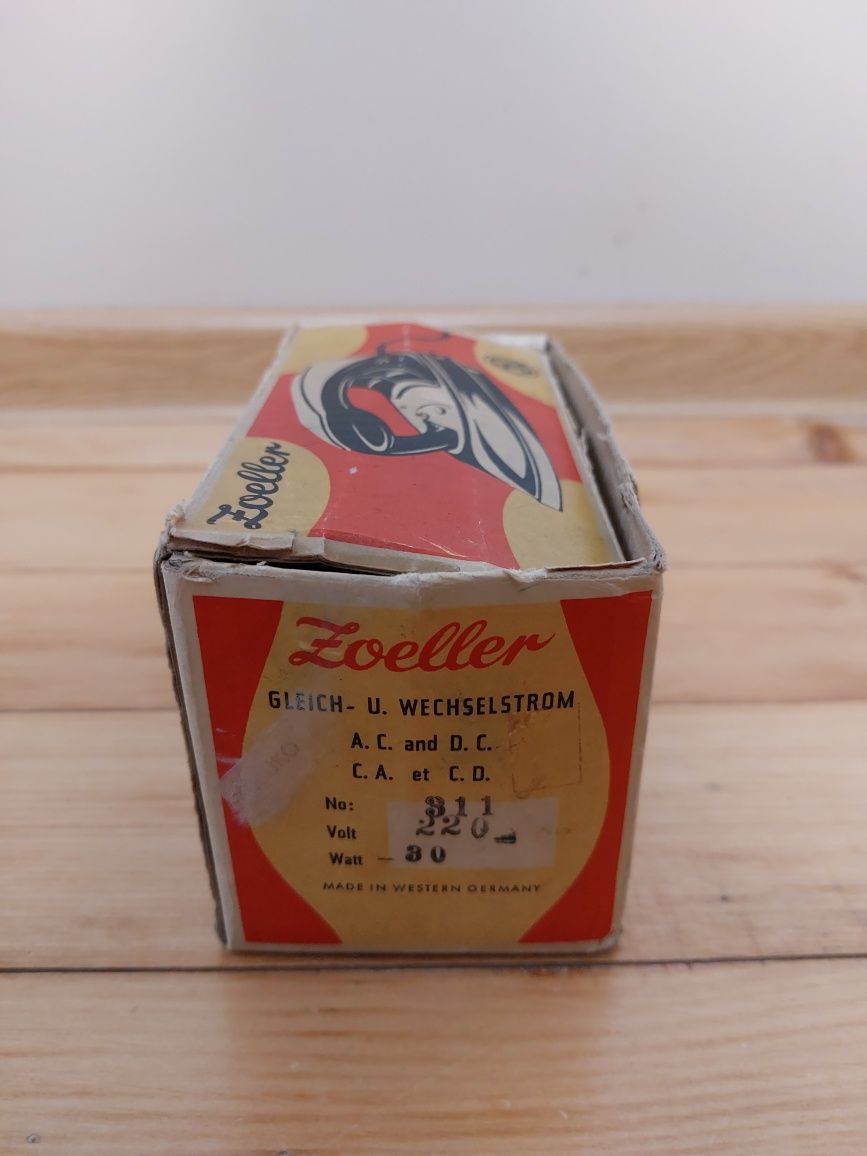 Zoeller
Zoeller
GLEICH- U. WECHSELSTROM
A.C. and D.C.
C.A. et C.D.
No: 311
Volt 220
Watt - 30
MADE IN WESTERN GERMANY